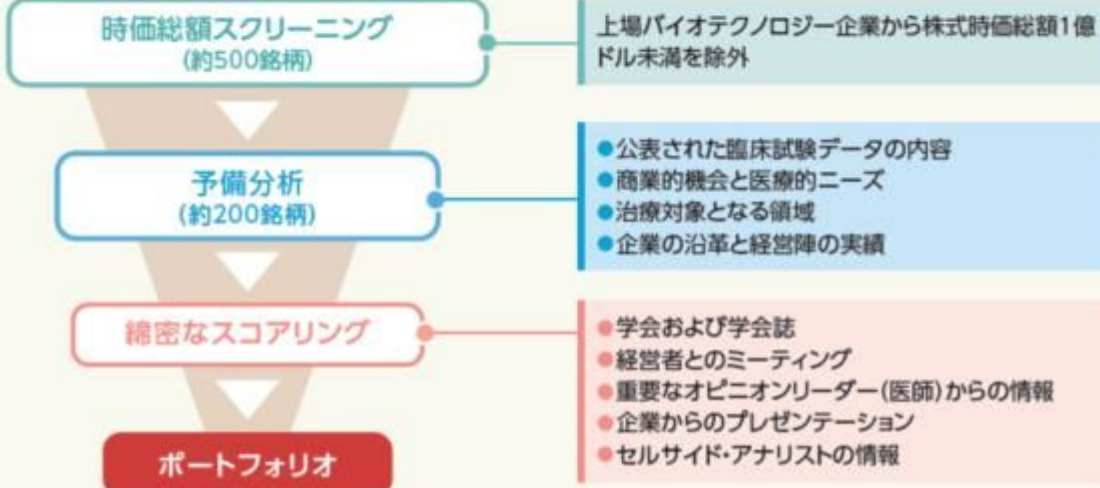 時価総額スクリーニング
(約500銘柄)
上場バイオテクノロジー企業から株式時価総額1億
ドル未満を除外
予備分析
(約200銘柄)
●公表された臨床試験データの内容
●商業的機会と医療的ニーズ
●治療対象となる領域
●企業の沿革と経営陣の実績
綿密なスコアリング
●学会および学会誌
●経営者とのミーティング
●重要なオピニオンリーダー(医師)からの情報
●企業からのプレゼンテーション
●セルサイド・アナリストの情報
ポートフォリオ